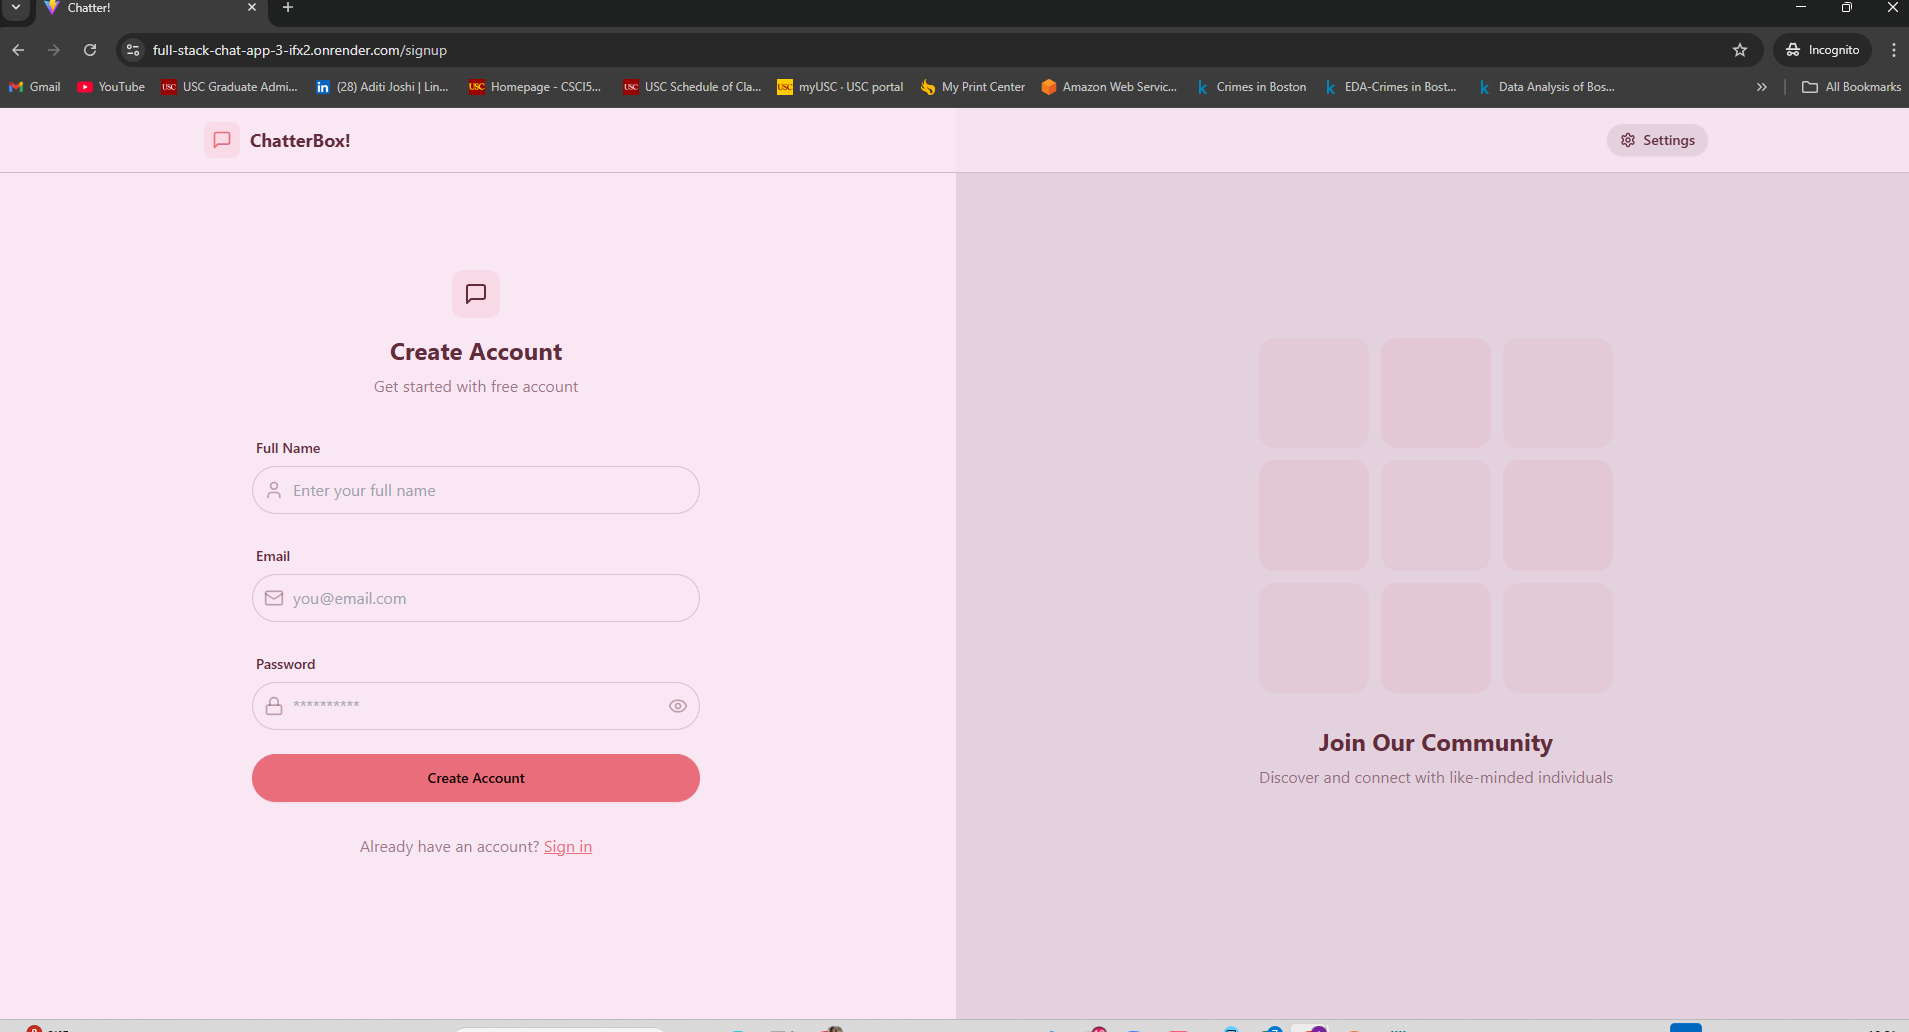 Chatter!
full-stack-chat-app-3-ifx2.onrender.com/signup
Incognito
Gmail
YouTube
USC Graduate Admi...
(28) Aditi Joshi | Lin...
Homepage - CSCI5...
USC Schedule of Cla...
myUSC · USC portal
My Print Center
Amazon Web Servic...
Crimes in Boston
EDA-Crimes in Bost...
Data Analysis of Bos...
All Bookmarks
ChatterBox!
Settings
Create Account
Get started with free account
Full Name
Enter your full name
Email
you@email.com
Password
**********
Create Account
Already have an account? Sign in
Join Our Community
Discover and connect with like-minded individuals